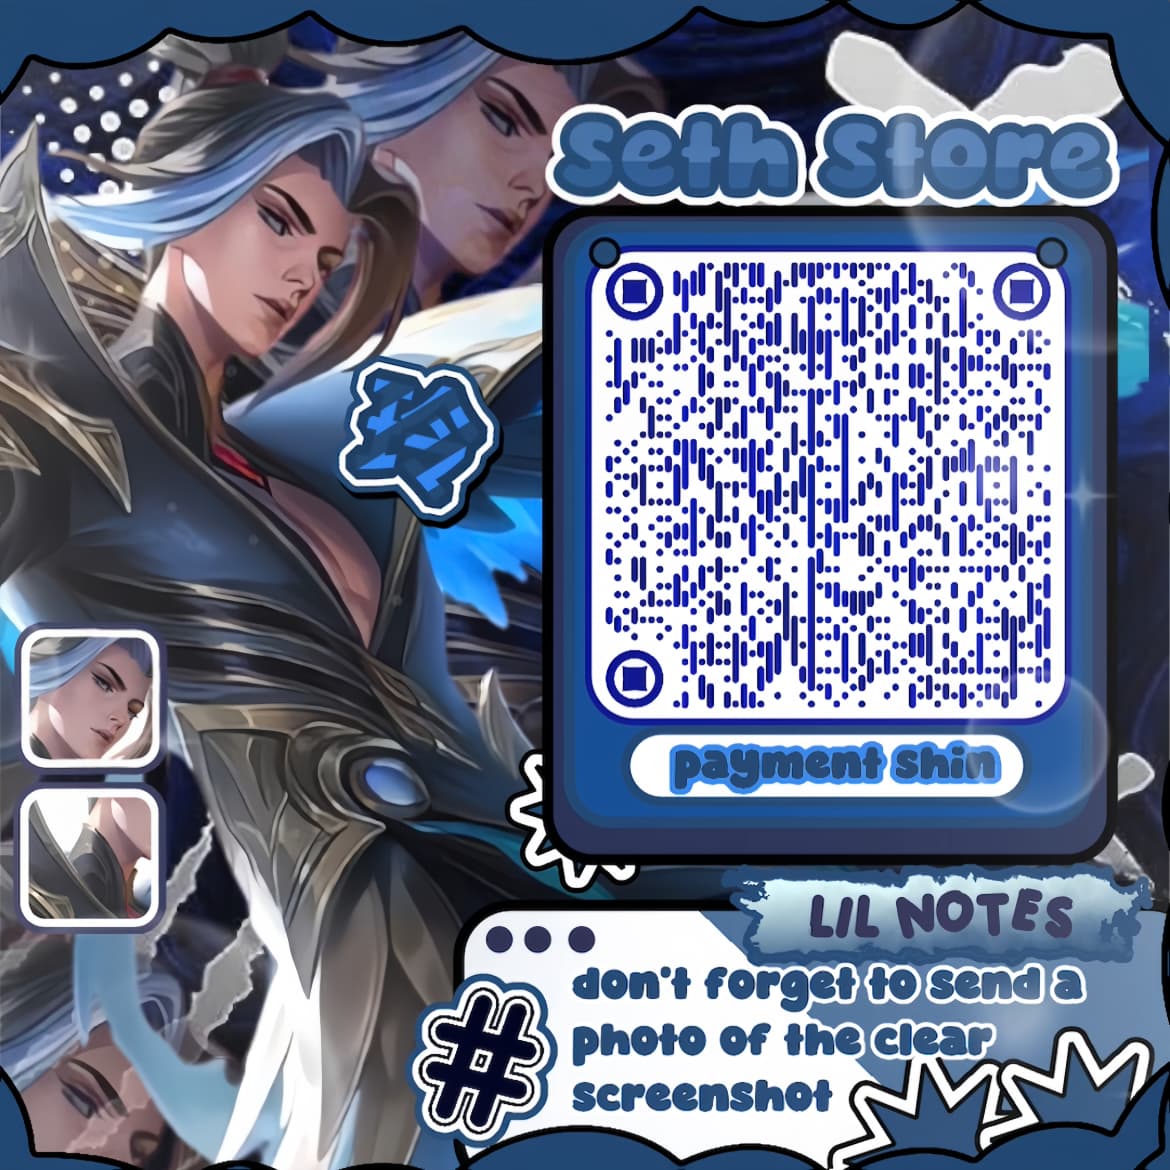 seth store
payment shin
LIL NOTES
don't forget to send a
photo of the clear
screenshot
#